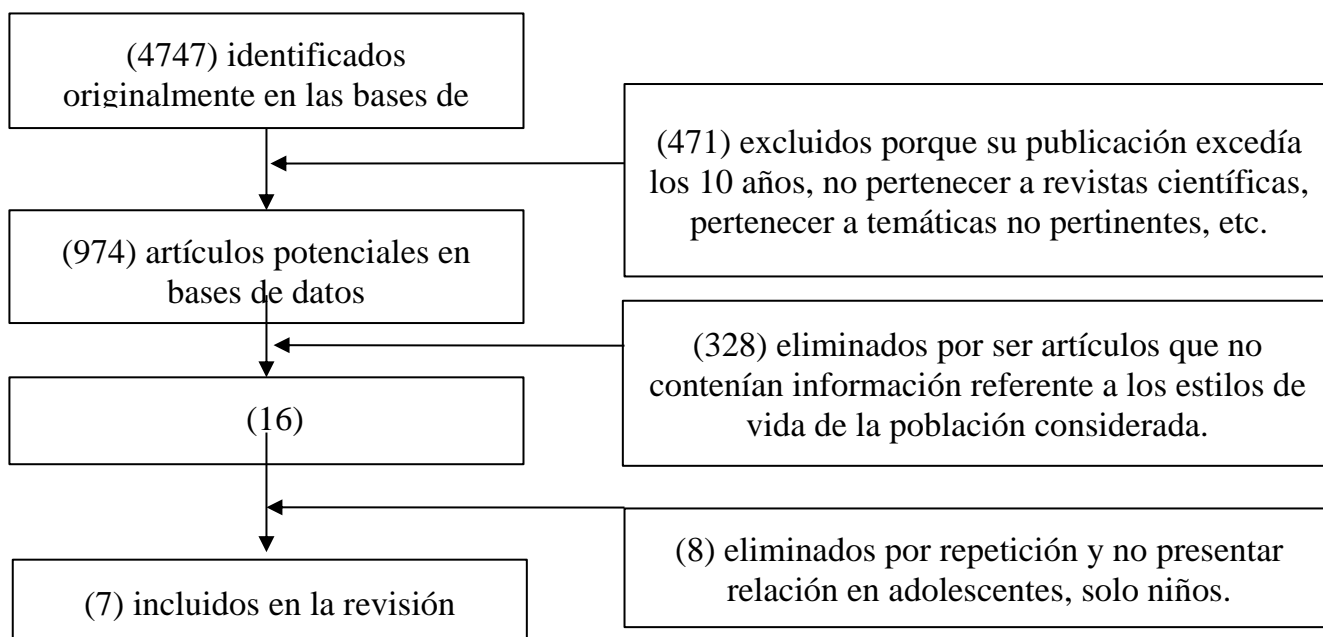 (4747) identificados
originalmente en las bases de
(471) excluidos porque su publicación excedía
los 10 años, no pertenecer a revistas científicas,
pertenecer a temáticas no pertinentes, etc.
(974) artículos potenciales en
bases de datos
(328) eliminados por ser artículos que no
contenían información referente a los estilos de
vida de la población considerada.
(16)
(8) eliminados por repetición y no presentar
relación en adolescentes, solo niños.
(7) incluidos en la revisión